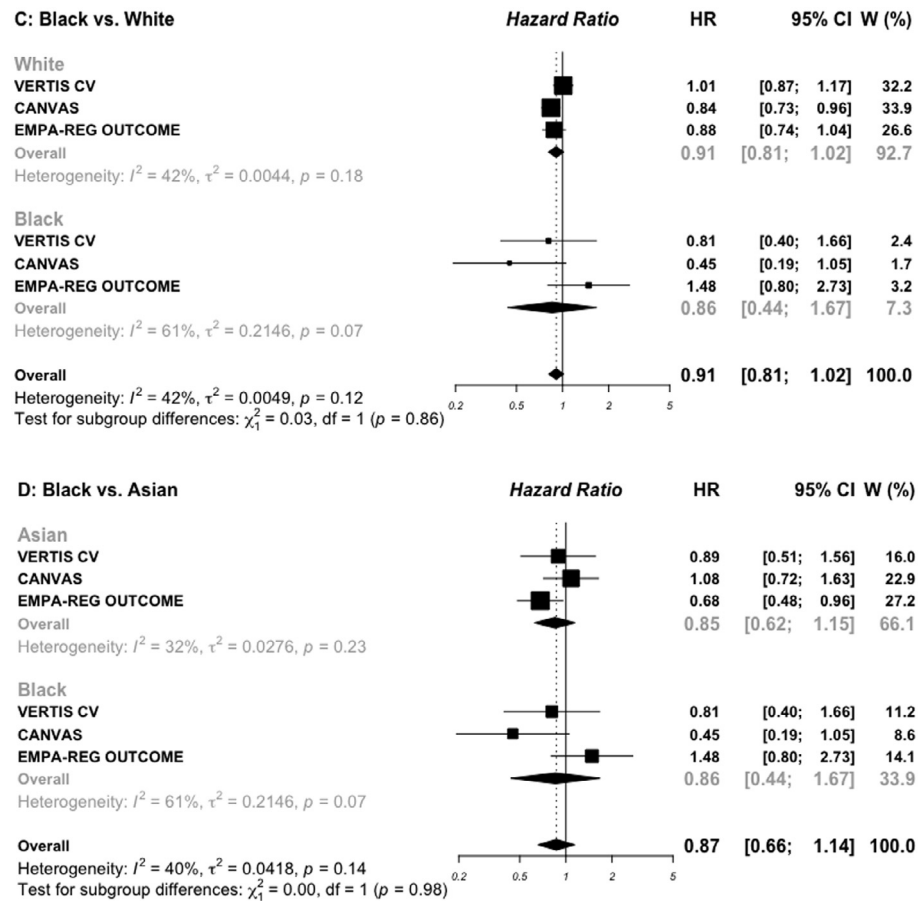 C: Black vs. White Hazard Ratio HR 95% CI W (%)
White
VERTIS CV 1.01 [0.87; 1.17] 32.2
CANVAS 0.84 [0.73; 0.96] 33.9
EMPA-REG OUTCOME 0.88 [0.74; 1.04] 26.6
Overall 0.91 [0.81; 1.02] 92.7
Heterogeneity: I² = 42%, τ² = 0.0044, p = 0.18
Black
VERTIS CV 0.81 [0.40; 1.66] 2.4
CANVAS 0.45 [0.19; 1.05] 1.7
EMPA-REG OUTCOME 1.48 [0.80; 2.73] 3.2
Overall 0.86 [0.44; 1.67] 7.3
Heterogeneity: I² = 61%, τ² = 0.2146, p = 0.07
Overall 0.91 [0.81; 1.02] 100.0
Heterogeneity: I² = 42%, τ² = 0.0049, p = 0.12
0.2 0.5 1 2 5
Test for subgroup differences: χ²₁ = 0.03, df = 1 (p = 0.86)
D: Black vs. Asian Hazard Ratio HR 95% CI W (%)
Asian
VERTIS CV 0.89 [0.51; 1.56] 16.0
CANVAS 1.08 [0.72; 1.63] 22.9
EMPA-REG OUTCOME 0.68 [0.48; 0.96] 27.2
Overall 0.85 [0.62; 1.15] 66.1
Heterogeneity: I² = 32%, τ² = 0.0276, p = 0.23
Black
VERTIS CV 0.81 [0.40; 1.66] 11.2
CANVAS 0.45 [0.19; 1.05] 8.6
EMPA-REG OUTCOME 1.48 [0.80; 2.73] 14.1
Overall 0.86 [0.44; 1.67] 33.9
Heterogeneity: I² = 61%, τ² = 0.2146, p = 0.07
Overall 0.87 [0.66; 1.14] 100.0
Heterogeneity: I² = 40%, τ² = 0.0418, p = 0.14
0.2 0.5 1 2 5
Test for subgroup differences: χ²₁ = 0.00, df = 1 (p = 0.98)